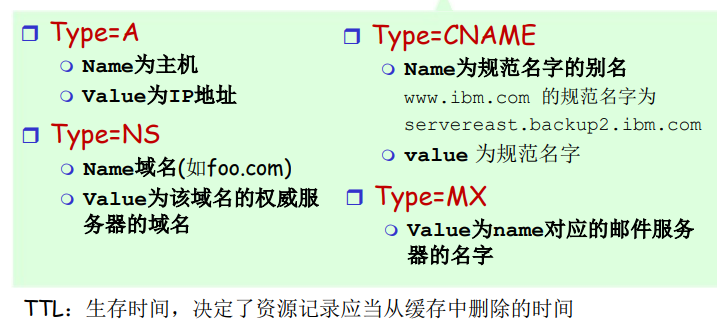 Type=A
Name为主机
Value为IP地址
Type=NS
Name域名(如foo.com)
Value为该域名的权威服
务器的域名
Type=CNAME
Name为规范名字的别名
www.ibm.com 的规范名字为
servereast.backup2.ibm.com
value 为规范名字
Type=MX
Value为name对应的邮件服务
器的名字
TTL：生存时间，决定了资源记录应当从缓存中删除的时间